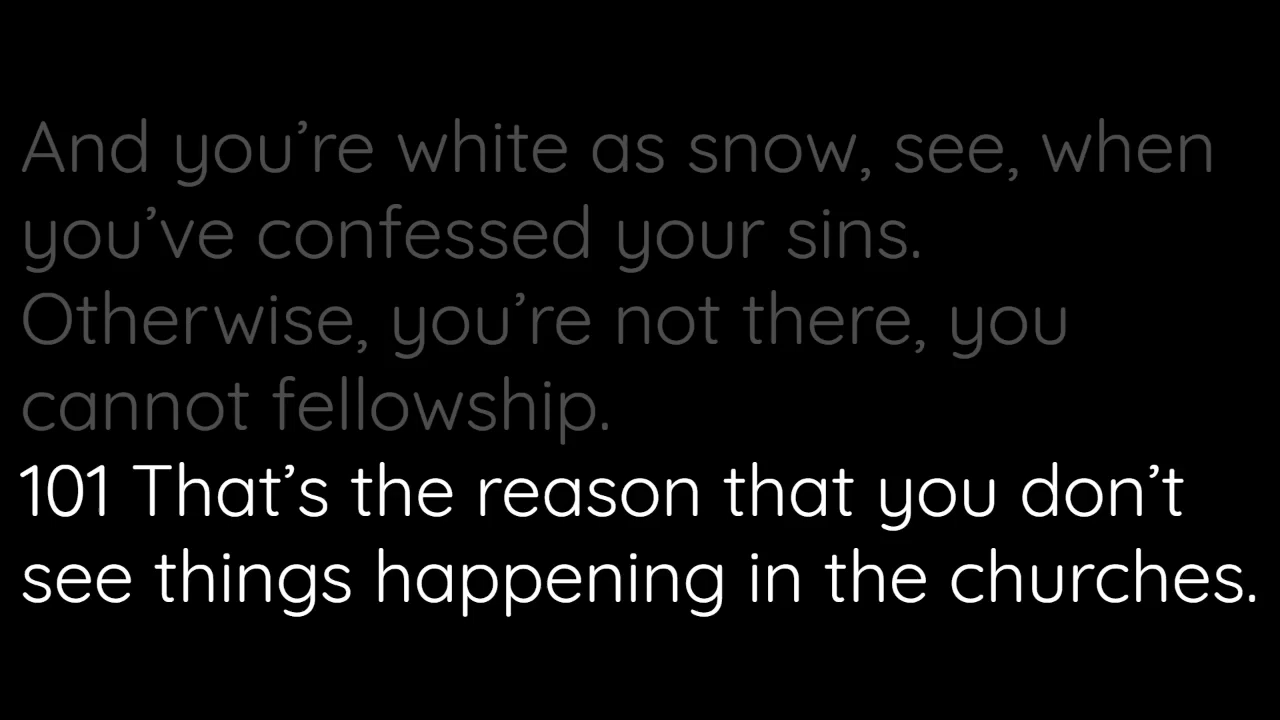 And you’re white as snow, see, when
you’ve confessed your sins.
Otherwise, you’re not there, you
cannot fellowship.
101 That’s the reason that you don’t
see things happening in the churches.